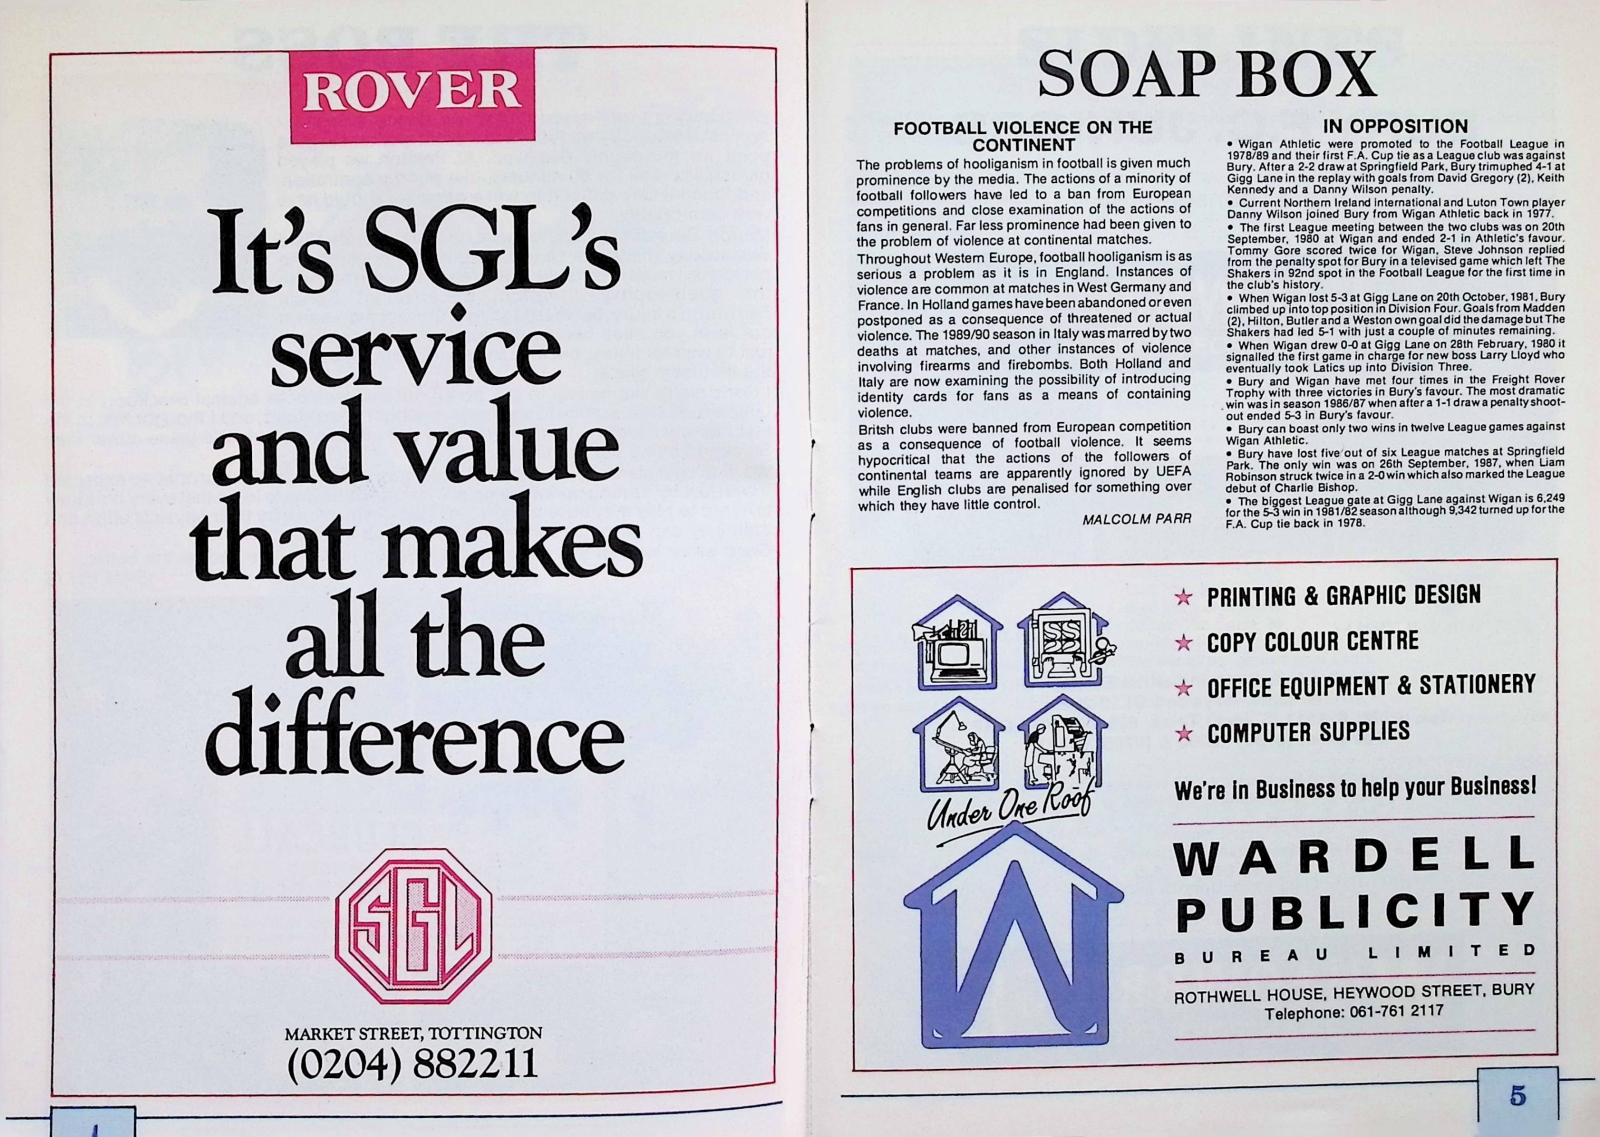 ROVER
It's SGL's
service
and value
that makes
all the
difference
SGL
MARKET STREET, TOTTINGTON
(0204) 882211
SOAP BOX
FOOTBALL VIOLENCE ON THE
CONTINENT
The problems of hooliganism in football is given much
prominence by the media. The actions of a minority of
football followers have led to a ban from European
competitions and close examination of the actions of
fans in general. Far less prominence had been given to
the problem of violence at continental matches.
Throughout Western Europe, football hooliganism is as
serious a problem as it is in England. Instances of
violence are common at matches in West Germany and
France. In Holland games have been abandoned or even
postponed as a consequence of threatened or actual
violence. The 1989/90 season in Italy was marred by two
deaths at matches, and other instances of violence
involving firearms and firebombs. Both Holland and
Italy are now examining the possibility of introducing
identity cards for fans as a means of containing
violence.
Britsh clubs were banned from European competition
as a consequence of football violence. It seems
hypocritical that the actions of the followers of
continental teams are apparently ignored by UEFA
while English clubs are penalised for something over
which they have little control.
MALCOLM PARR
IN OPPOSITION
• Wigan Athletic were promoted to the Football League in
1978/89 and their first F.A. Cup tie as a League club was against
Bury. After a 2-2 draw at Springfield Park, Bury trimuphed 4-1 at
Gigg Lane in the replay with goals from David Gregory (2), Keith
Kennedy and a Danny Wilson penalty.
• Current Northern Ireland international and Luton Town player
Danny Wilson joined Bury from Wigan Athletic back in 1977.
• The first League meeting between the two clubs was on 20th
September, 1980 at Wigan and ended 2-1 in Athletic's favour.
Tommy Gore scored twice for Wigan, Steve Johnson replied
from the penalty spot for Bury in a televised game which left The
Shakers in 92nd spot in the Football League for the first time in
the club's history.
• When Wigan lost 5-3 at Gigg Lane on 20th October, 1981, Bury
climbed up into top position in Division Four. Goals from Madden
(2), Hilton, Butler and a Weston own goal did the damage but The
Shakers had led 5-1 with just a couple of minutes remaining.
• When Wigan drew 0-0 at Gigg Lane on 28th February, 1980 it
signalled the first game in charge for new boss Larry Lloyd who
eventually took Latics up into Division Three.
• Bury and Wigan have met four times in the Freight Rover
Trophy with three victories in Bury's favour. The most dramatic
win was in season 1986/87 when after a 1-1 draw a penalty shoot-
out ended 5-3 in Bury's favour.
• Bury can boast only two wins in twelve League games against
Wigan Athletic.
• Bury have lost five out of six League matches at Springfield
Park. The only win was on 26th September, 1987, when Liam
Robinson struck twice in a 2-0 win which also marked the League
debut of Charlie Bishop.
• The biggest League gate at Gigg Lane against Wigan is 6,249
for the 5-3 win in 1981/82 season although 9,342 turned up for the
F.A. Cup tie back in 1978.
Under One Roof
W
★ PRINTING & GRAPHIC DESIGN
★ COPY COLOUR CENTRE
★ OFFICE EQUIPMENT & STATIONERY
★ COMPUTER SUPPLIES
We're in Business to help your Business!
WARDELL
PUBLICITY
BUREAU LIMITED
ROTHWELL HOUSE, HEYWOOD STREET, BURY
Telephone: 061-761 2117
5